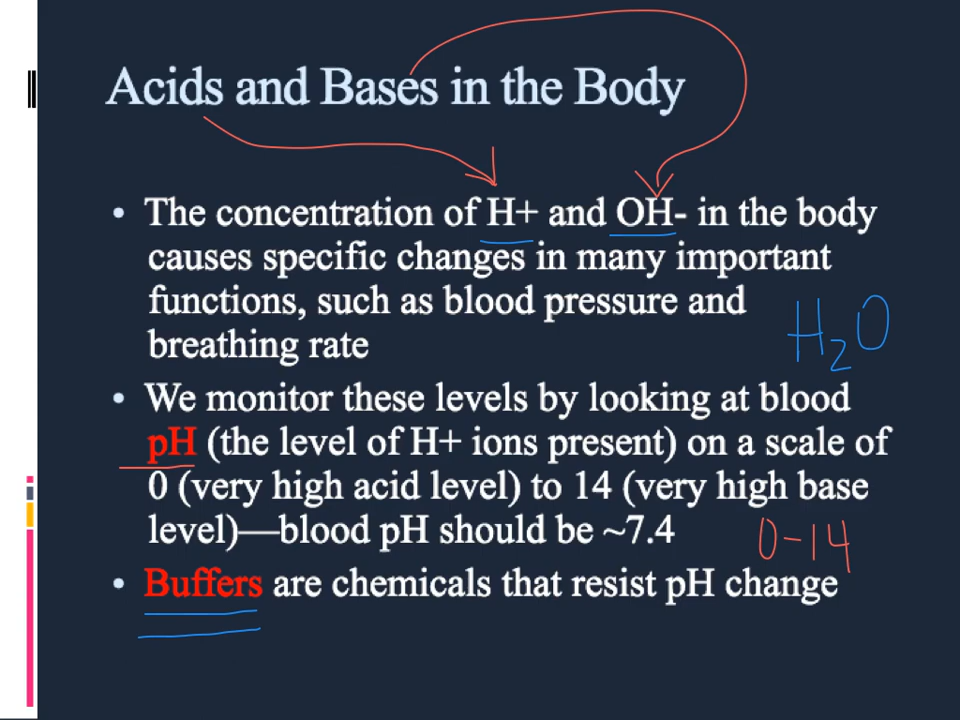 Acids and Bases in the Body
• The concentration of H+ and OH- in the body
causes specific changes in many important
functions, such as blood pressure and
breathing rate
H₂O
• We monitor these levels by looking at blood
pH (the level of H+ ions present) on a scale of
0 (very high acid level) to 14 (very high base
level)—blood pH should be ~7.4
0-14
• Buffers are chemicals that resist pH change